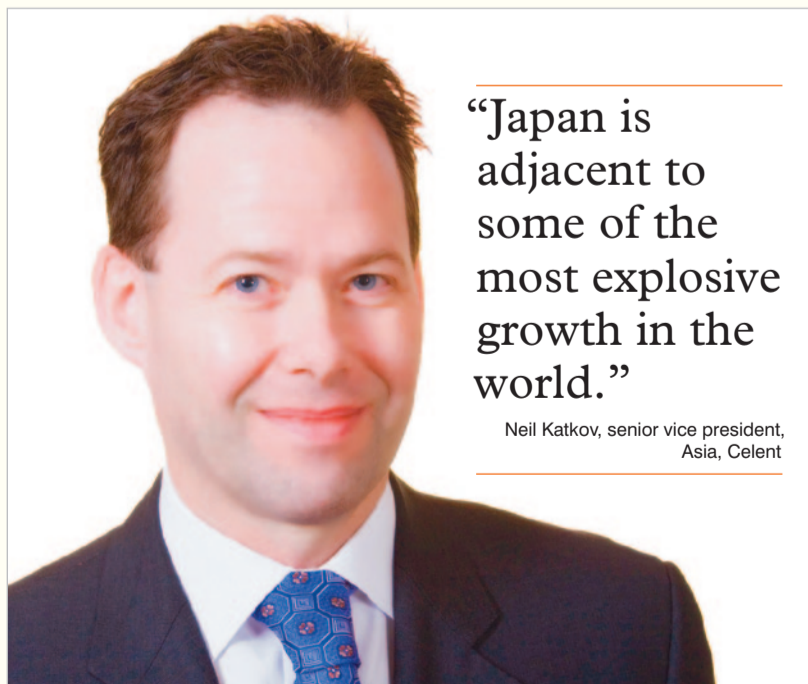 “Japan is
adjacent to
some of the
most explosive
growth in the
world.”
Neil Katkov, senior vice president,
Asia, Celent